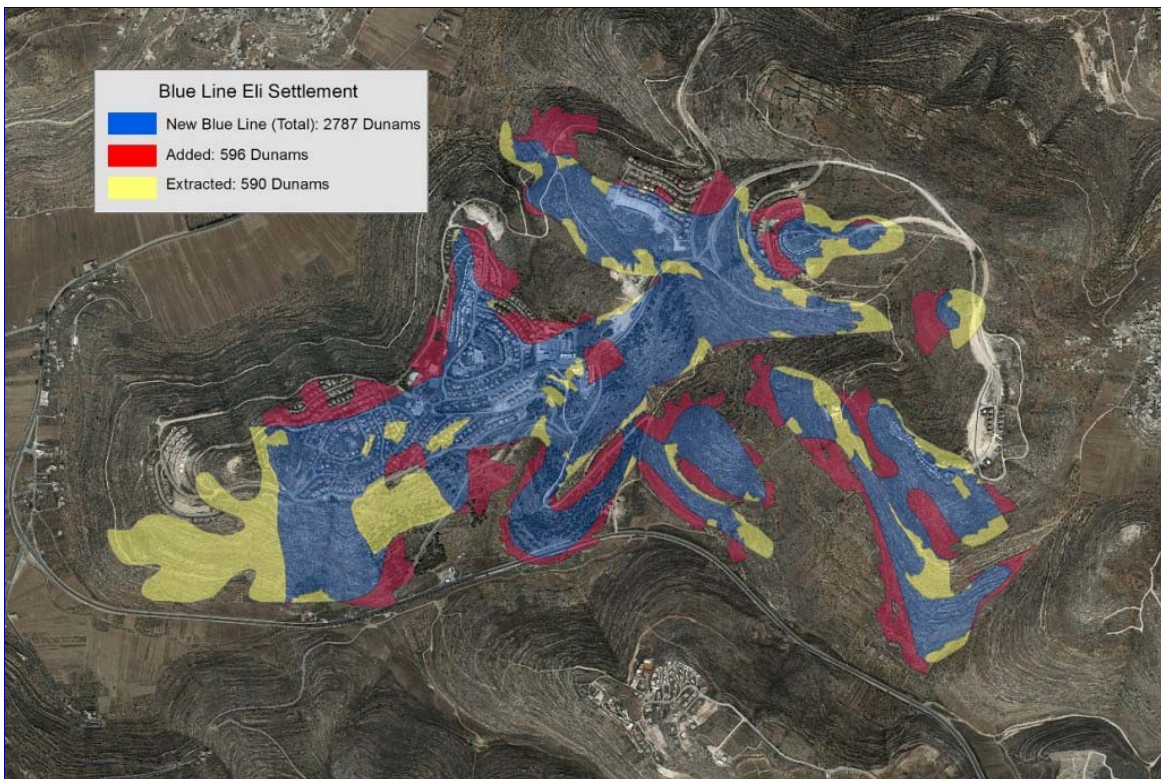 Blue Line Eli Settlement
New Blue Line (Total): 2787 Dunams
Added: 596 Dunams
Extracted: 590 Dunams